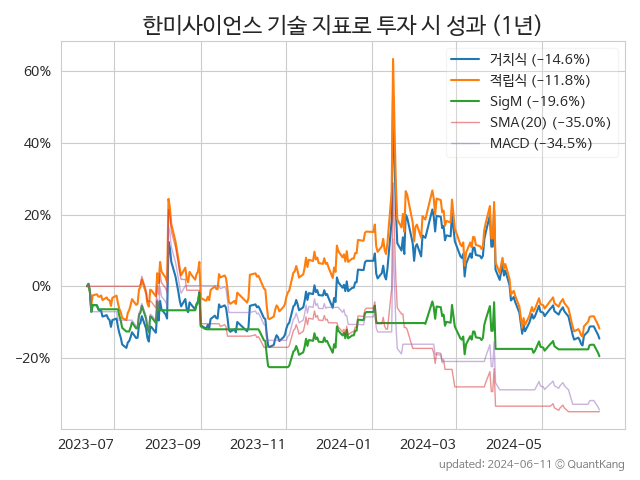 한미사이언스 기술 지표로 투자 시 성과 (1년)
거치식 (−14.6%)
적립식 (−11.8%)
SigM (−19.6%)
SMA(20) (−35.0%)
MACD (−34.5%)
60%
40%
20%
0%
−20%
2023−07 2023−09 2023−11 2024−01 2024−03 2024−05
updated: 2024−06−11 © QuantKang